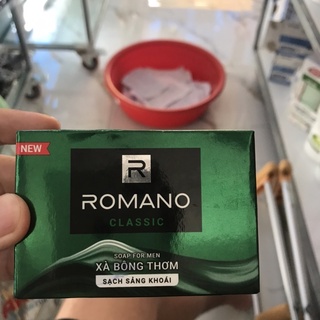 NEW
R
ROMANO
CLASSIC
SOAP FOR MEN
XÀ BÔNG THƠM
SẠCH SẢNG KHOÁI